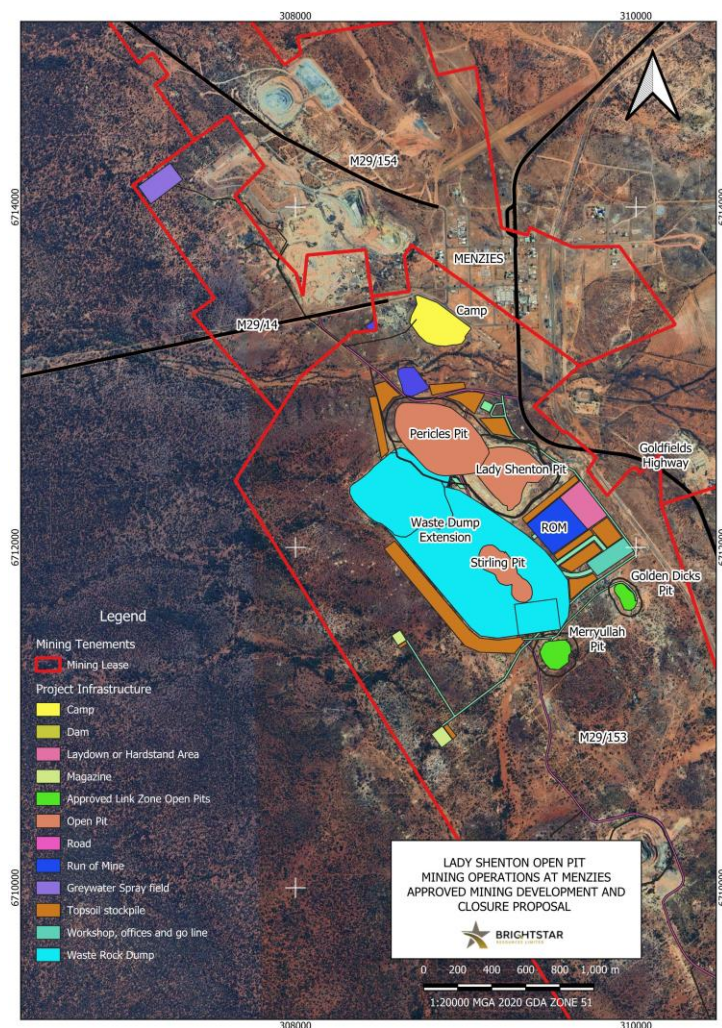 308000
310000
M29/154
6714000
6714000
MENZIES
Camp
M29/14
Pericles Pit
Goldfields
Highway
Lady Shenton Pit
Waste Dump
Extension
ROM
6712000
6712000
Stirling Pit
Golden Dicks
Pit
Merryullah
Pit
M29/153
Legend
Mining Tenements
Mining Lease
Project Infrastructure
Camp
Dam
Laydown or Hardstand Area
Magazine
Approved Link Zone Open Pits
Open Pit
Road
Run of Mine
Greywater Spray field
Topsoil stockpile
Workshop, offices and go line
Waste Rock Dump
6710000
6710000
LADY SHENTON OPEN PIT
MINING OPERATIONS AT MENZIES
APPROVED MINING DEVELOPMENT AND
CLOSURE PROPOSAL
BRIGHTSTAR
RESOURCES LIMITED
0 200 400 600 800 1,000 m
1:20000 MGA 2020 GDA ZONE 51
308000
310000